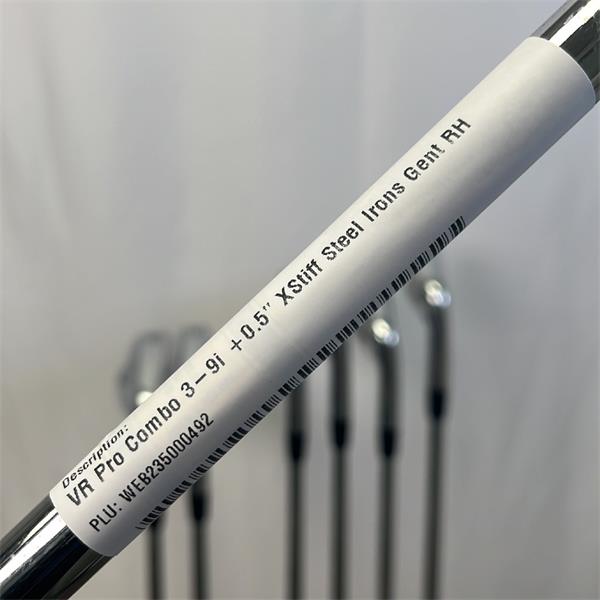 Description:
VR Pro Combo 3-9i +0.5" XStiff Steel Irons Gent RH
PLU: WEB235000492